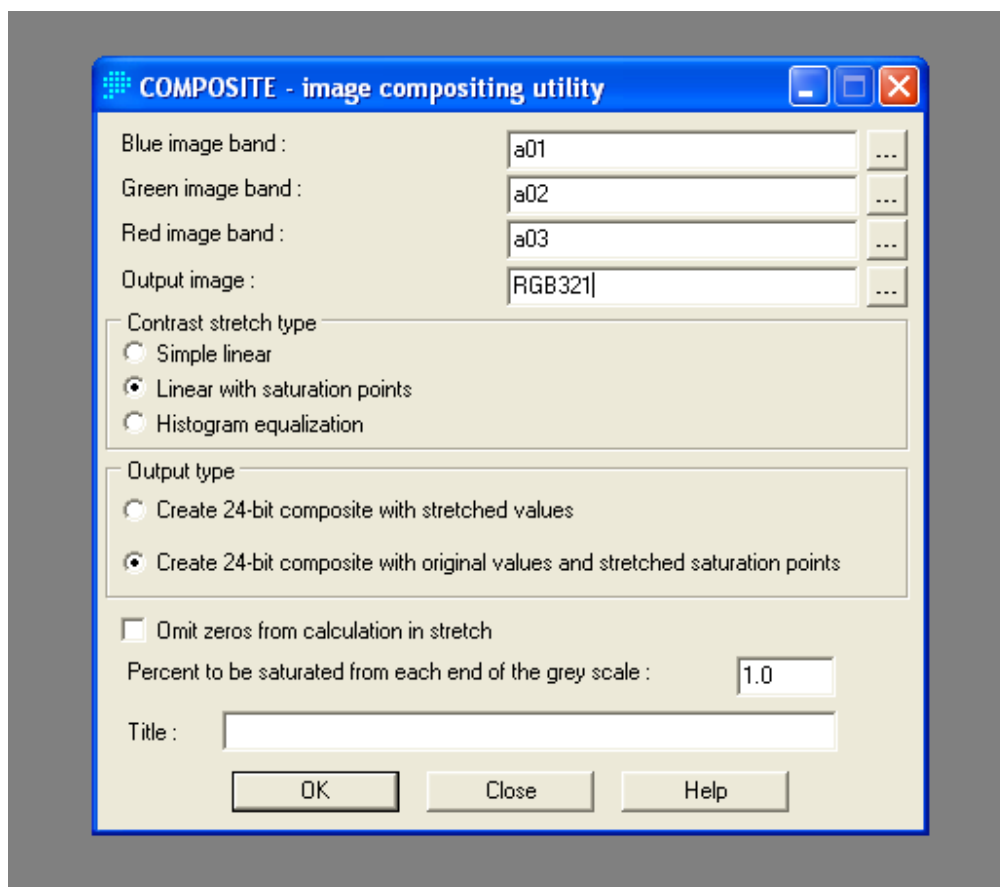 COMPOSITE - image compositing utility
Blue image band : a01 ...
Green image band : a02 ...
Red image band : a03 ...
Output image : RGB321 ...
Contrast stretch type
Simple linear
Linear with saturation points
Histogram equalization
Output type
Create 24-bit composite with stretched values
Create 24-bit composite with original values and stretched saturation points
Omit zeros from calculation in stretch
Percent to be saturated from each end of the grey scale : 1.0
Title :
OK Close Help